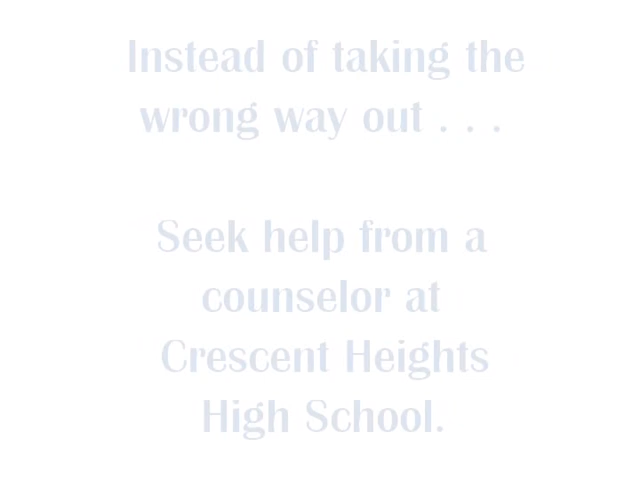 Instead of taking the
wrong way out . . .
Seek help from a
counselor at
Crescent Heights
High School.